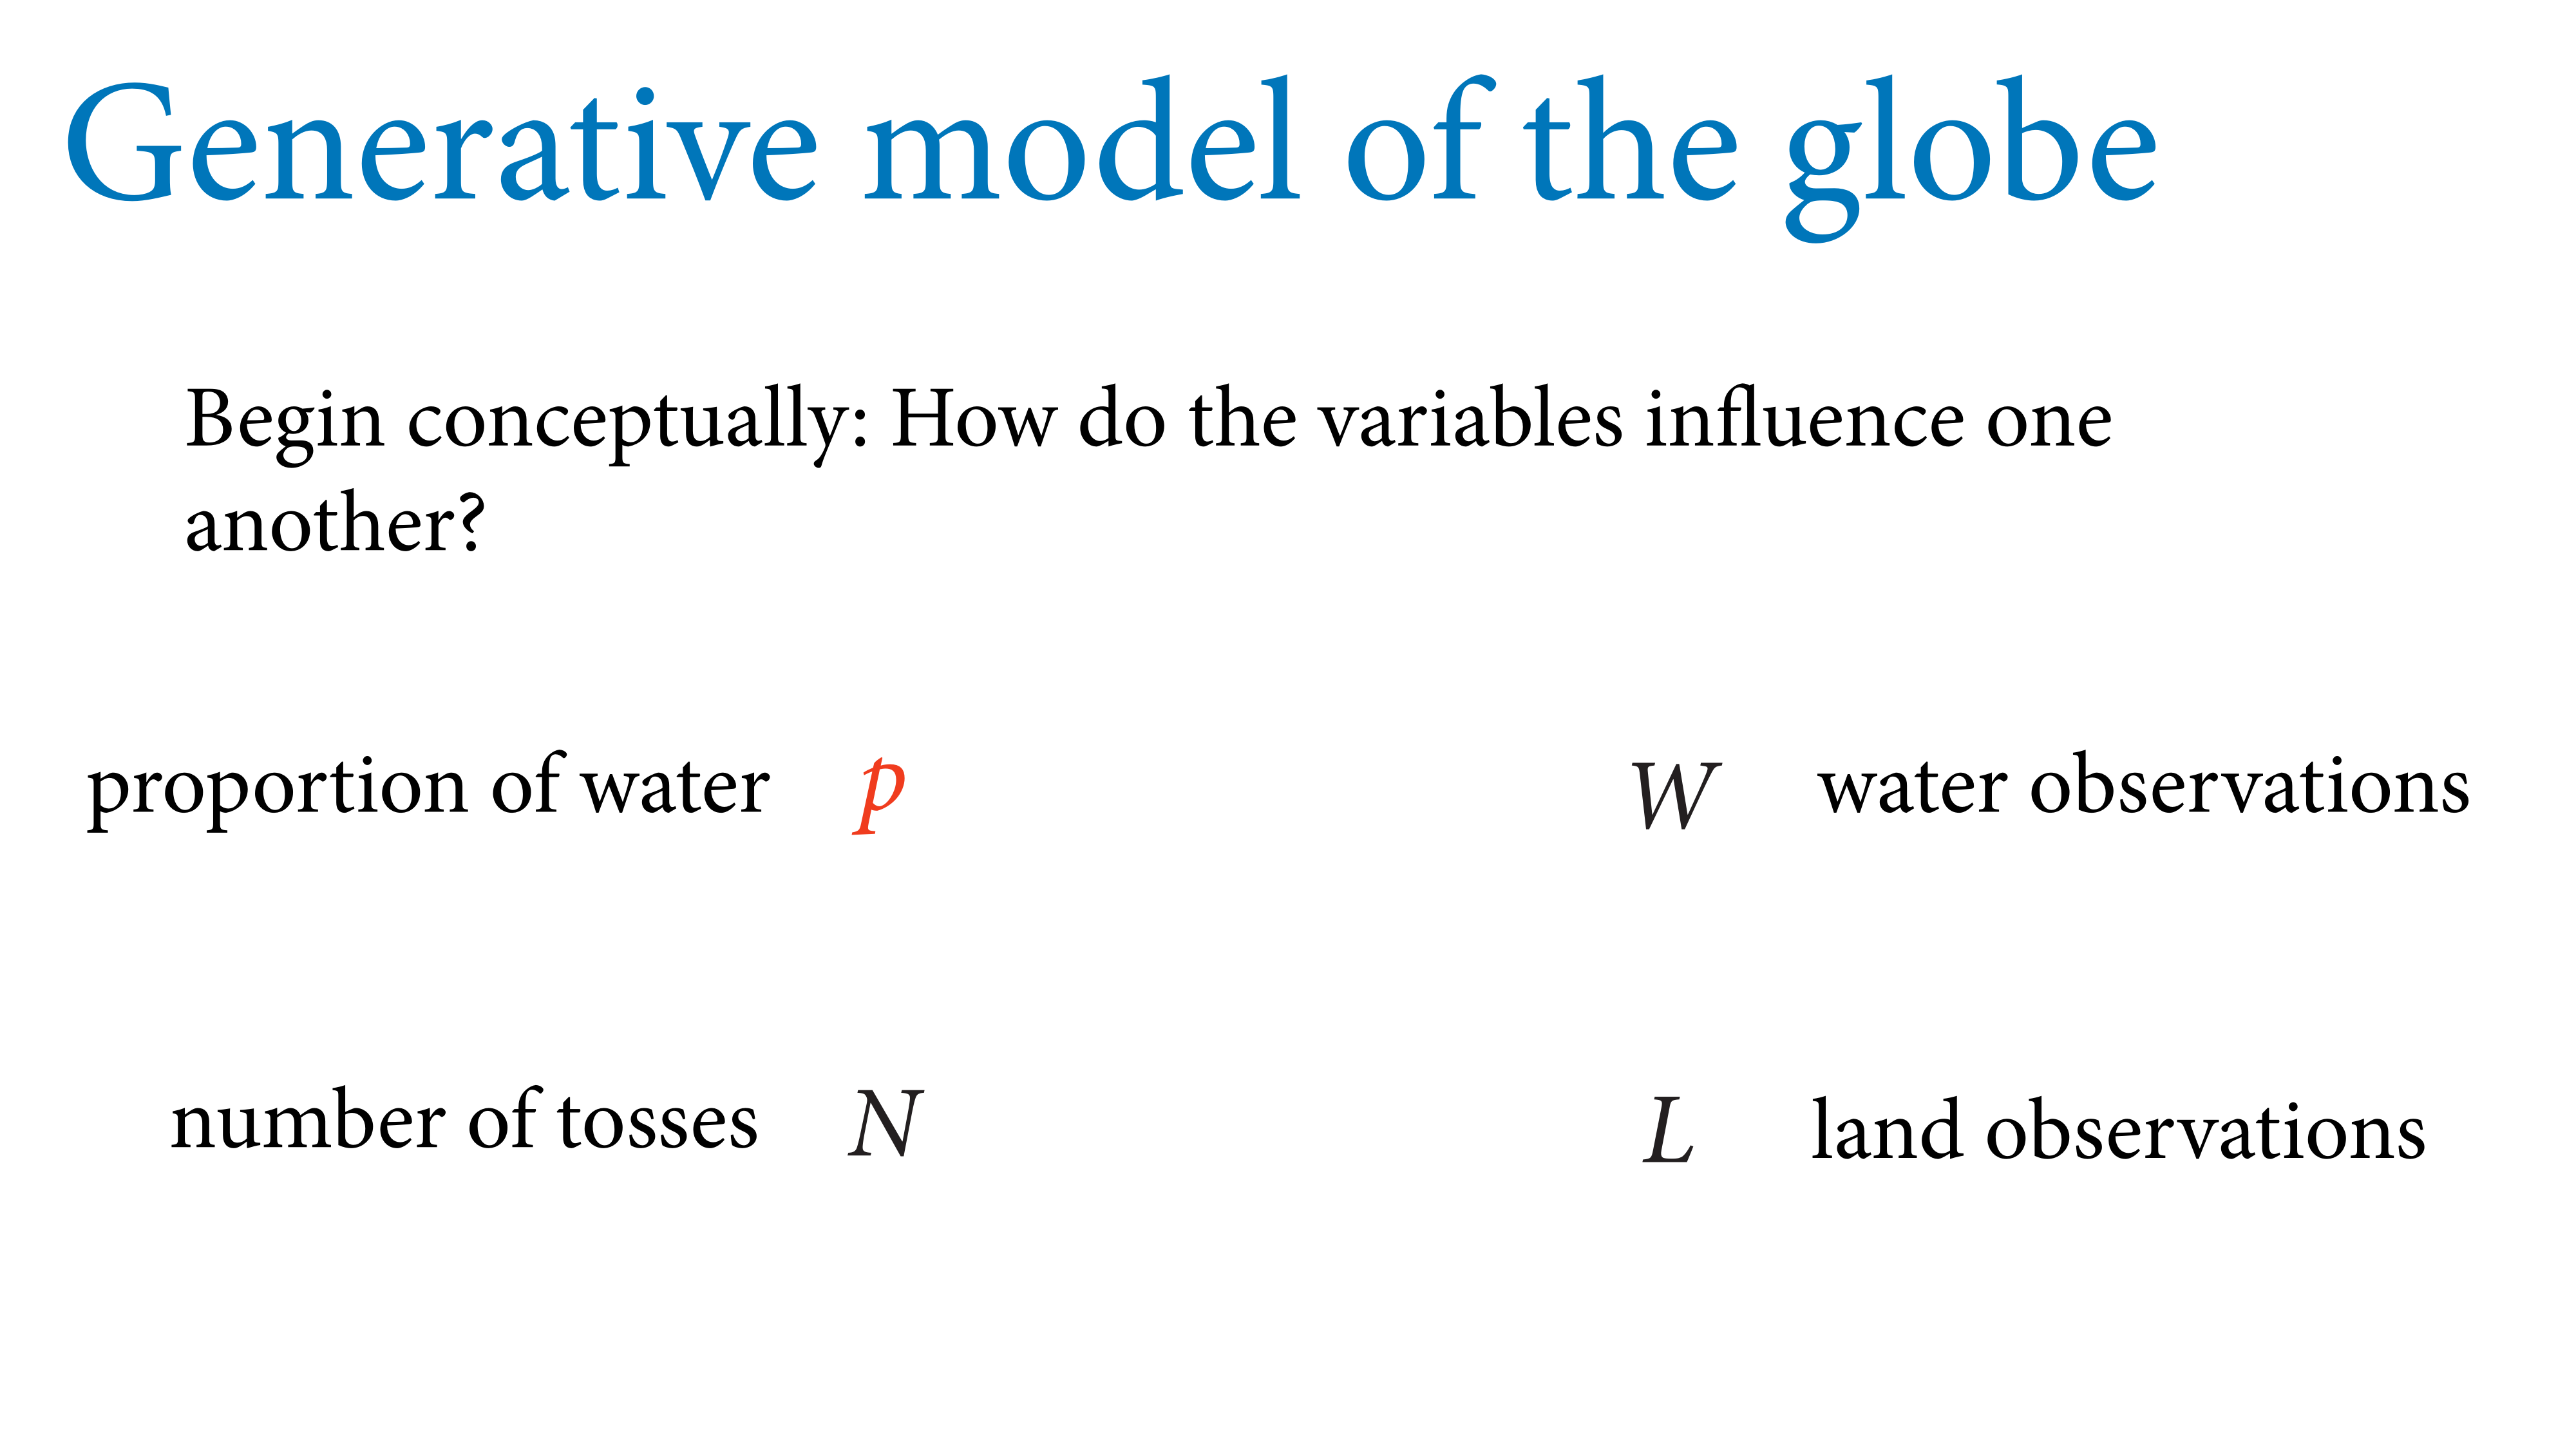 Generative model of the globe
Begin conceptually: How do the variables influence one
another?
proportion of water p W water observations
number of tosses N L land observations